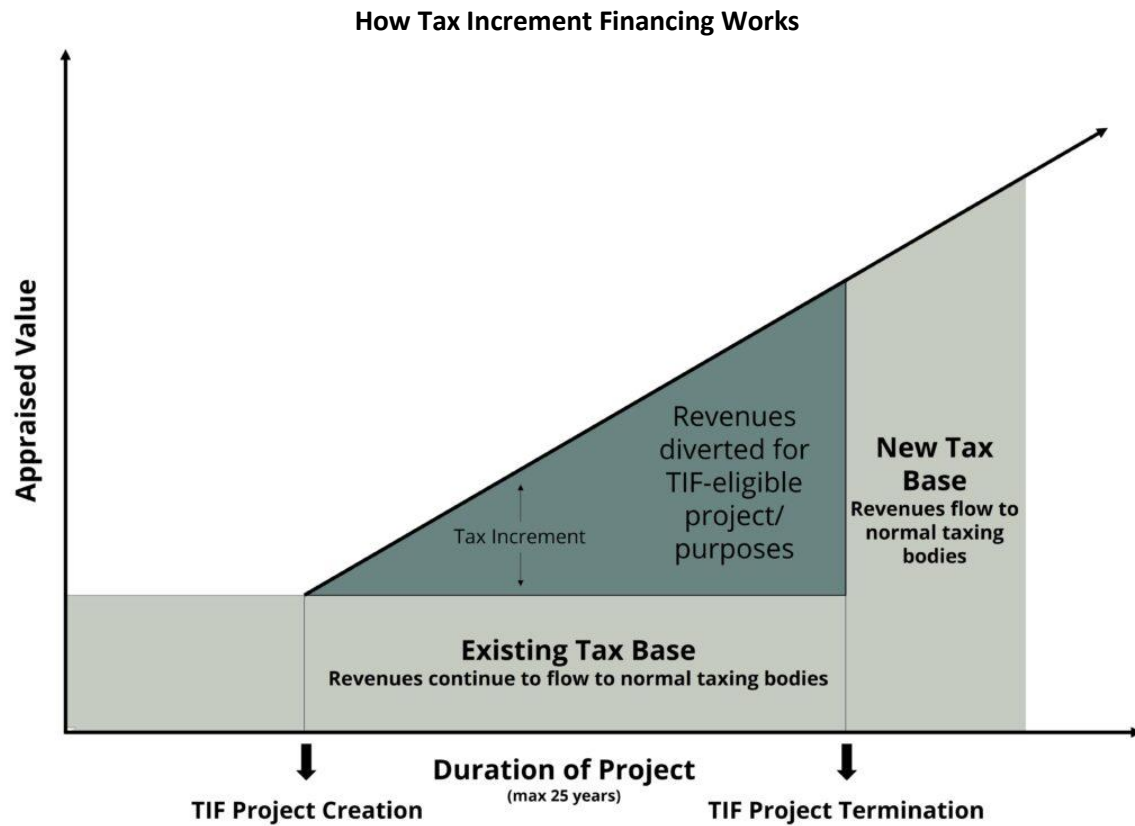 How Tax Increment Financing Works
Appraised Value
Revenues
diverted for
TIF-eligible
project/
purposes
Tax Increment
New Tax
Base
Revenues flow to
normal taxing
bodies
Existing Tax Base
Revenues continue to flow to normal taxing bodies
Duration of Project
(max 25 years)
TIF Project Creation
TIF Project Termination